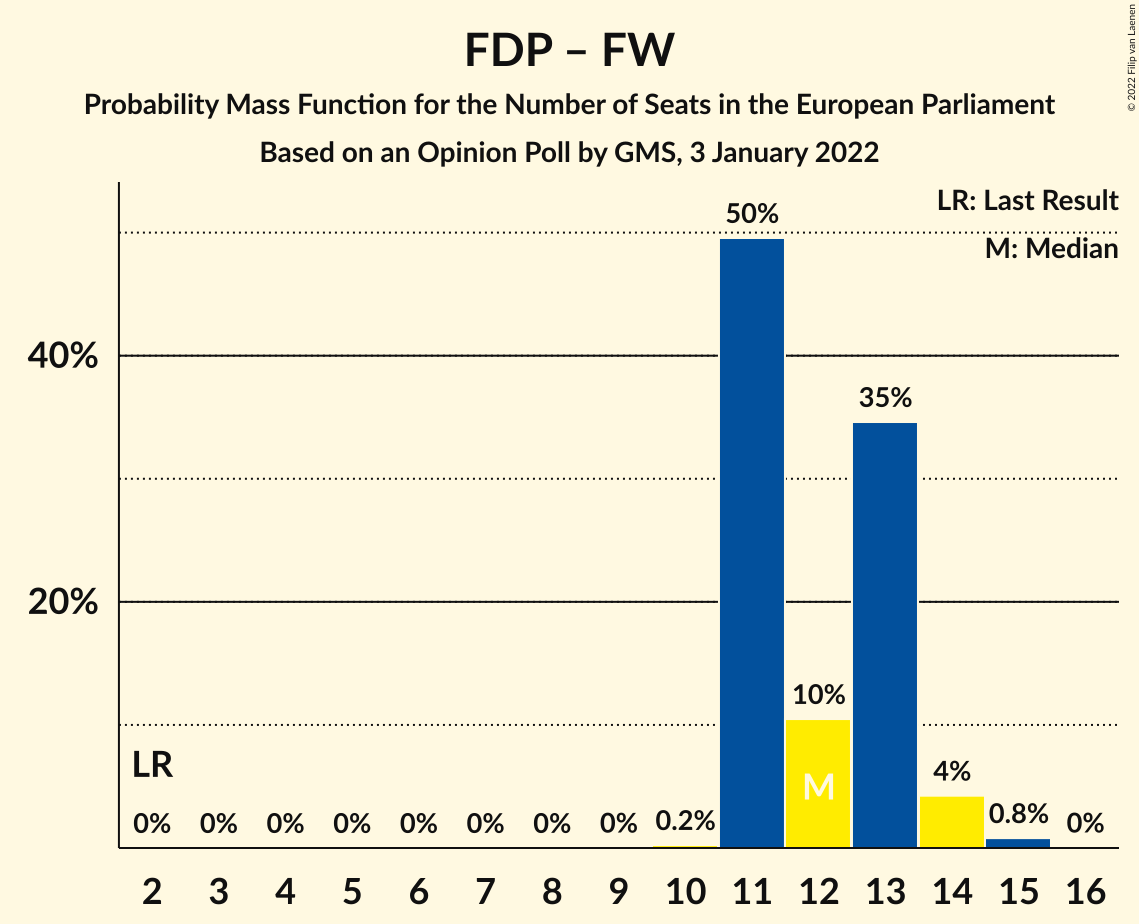 FDP – FW
Probability Mass Function for the Number of Seats in the European Parliament
Based on an Opinion Poll by GMS, 3 January 2022
© 2022 Filip van Laenen
LR: Last Result
M: Median
50%
40%
35%
20%
10%
M
LR
4%
0% 0% 0% 0% 0% 0% 0% 0% 0.2% 0.8% 0%
2 3 4 5 6 7 8 9 10 11 12 13 14 15 16